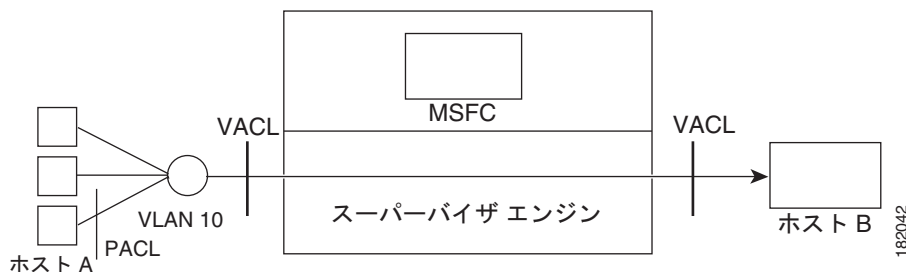 MSFC
VACL
VACL
VLAN 10
スーパーバイザ エンジン
ホスト B
PACL
ホスト A
182042